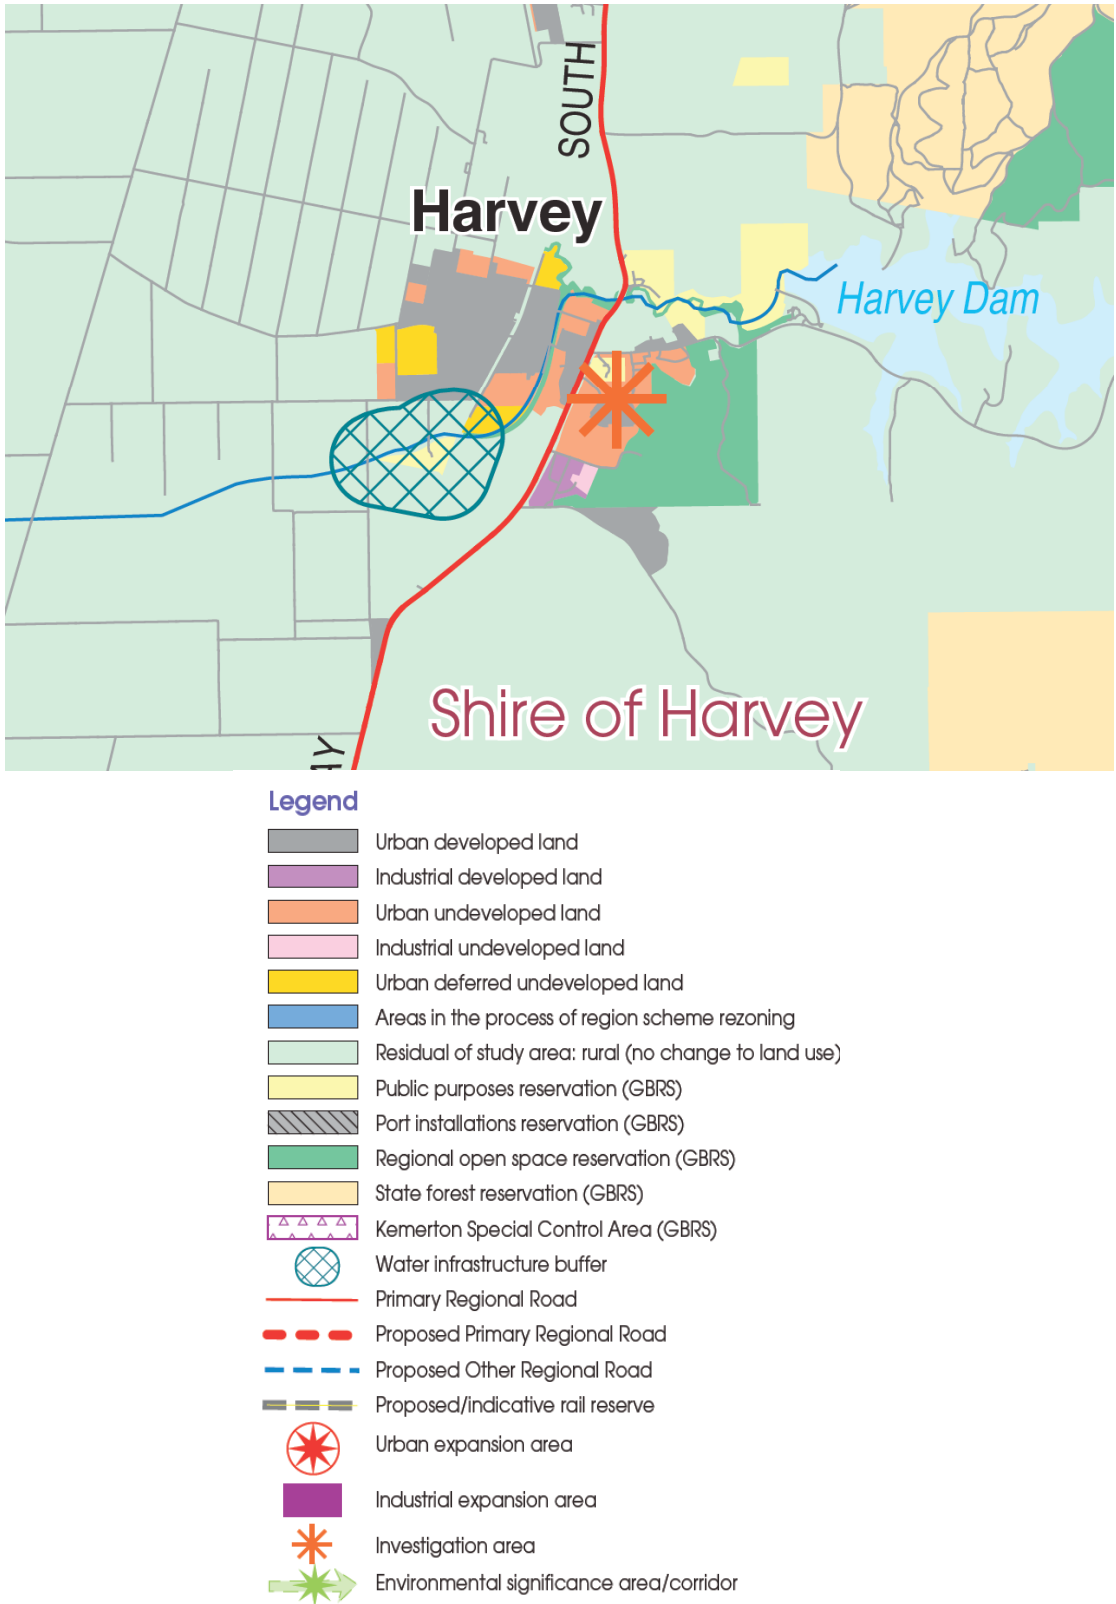 SOUTH
Harvey
Harvey Dam
Shire of Harvey
AY
Legend
Urban developed land
Industrial developed land
Urban undeveloped land
Industrial undeveloped land
Urban deferred undeveloped land
Areas in the process of region scheme rezoning
Residual of study area: rural (no change to land use)
Public purposes reservation (GBRS)
Port installations reservation (GBRS)
Regional open space reservation (GBRS)
State forest reservation (GBRS)
Kemerton Special Control Area (GBRS)
Water infrastructure buffer
Primary Regional Road
Proposed Primary Regional Road
Proposed Other Regional Road
Proposed/indicative rail reserve
Urban expansion area
Industrial expansion area
Investigation area
Environmental significance area/corridor